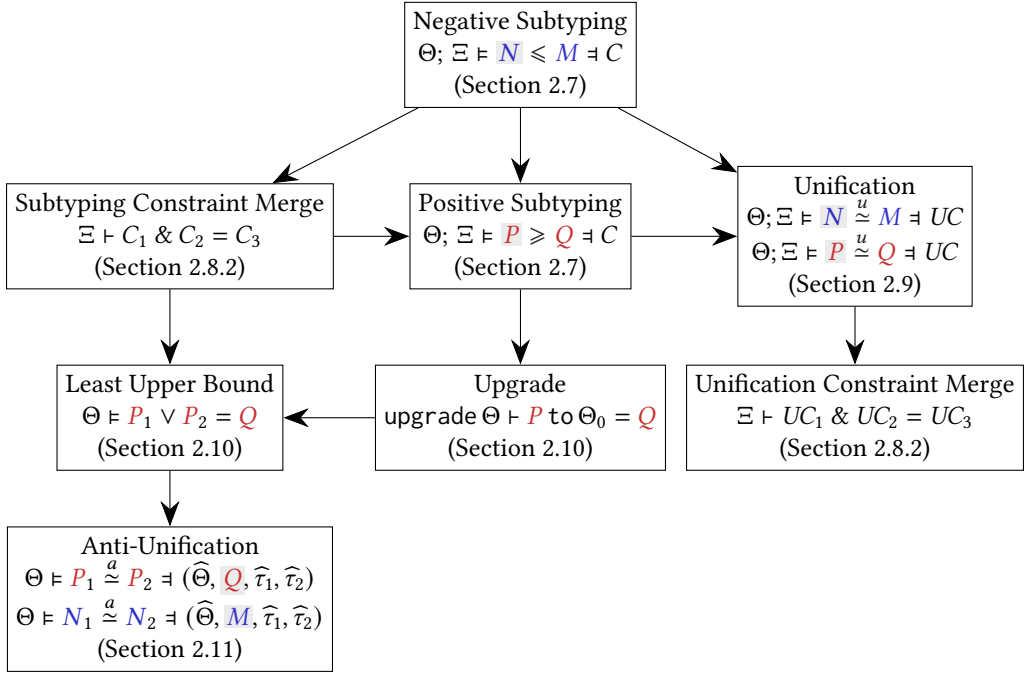 Negative Subtyping
Θ; Ξ ⊨ N ⩽ M ⫤ C
(Section 2.7)
Subtyping Constraint Merge
Ξ ⊢ C₁ & C₂ = C₃
(Section 2.8.2)
Positive Subtyping
Θ; Ξ ⊨ P ⩾ Q ⫤ C
(Section 2.7)
Unification
Θ;Ξ ⊨ N ≃ᵘ M ⫤ UC
Θ;Ξ ⊨ P ≃ᵘ Q ⫤ UC
(Section 2.9)
Least Upper Bound
Θ ⊨ P₁ ∨ P₂ = Q
(Section 2.10)
Upgrade
upgrade Θ ⊢ P to Θ₀ = Q
(Section 2.10)
Unification Constraint Merge
Ξ ⊢ UC₁ & UC₂ = UC₃
(Section 2.8.2)
Anti-Unification
Θ ⊨ P₁ ≃ᵃ P₂ ⫤ (Θ̂, Q, τ̂₁, τ̂₂)
Θ ⊨ N₁ ≃ᵃ N₂ ⫤ (Θ̂, M, τ̂₁, τ̂₂)
(Section 2.11)